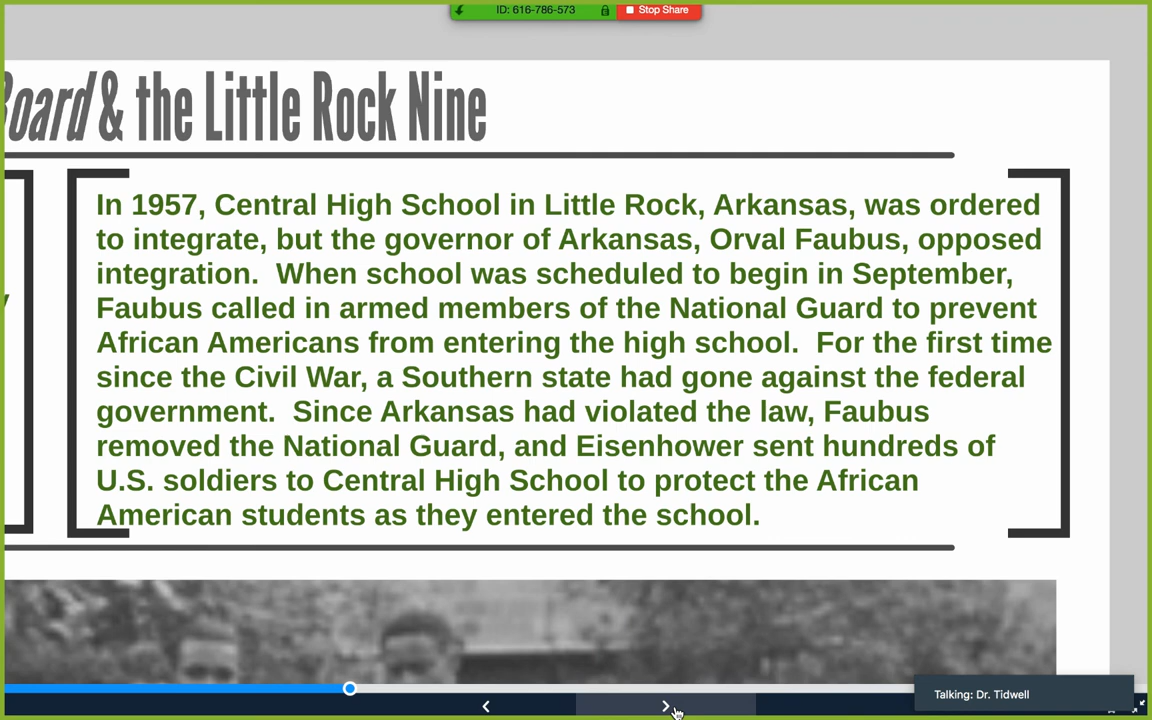 ID: 616-786-573
Stop Share
Board & the Little Rock Nine
In 1957, Central High School in Little Rock, Arkansas, was ordered
to integrate, but the governor of Arkansas, Orval Faubus, opposed
integration.  When school was scheduled to begin in September,
Faubus called in armed members of the National Guard to prevent
African Americans from entering the high school.  For the first time
since the Civil War, a Southern state had gone against the federal
government.  Since Arkansas had violated the law, Faubus
removed the National Guard, and Eisenhower sent hundreds of
U.S. soldiers to Central High School to protect the African
American students as they entered the school.
Talking: Dr. Tidwell